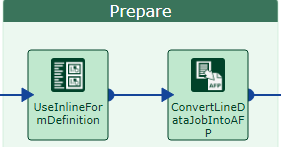 Prepare
AFP
UseInlineFor
mDefinition
ConvertLineD
ataJobIntoAF
P